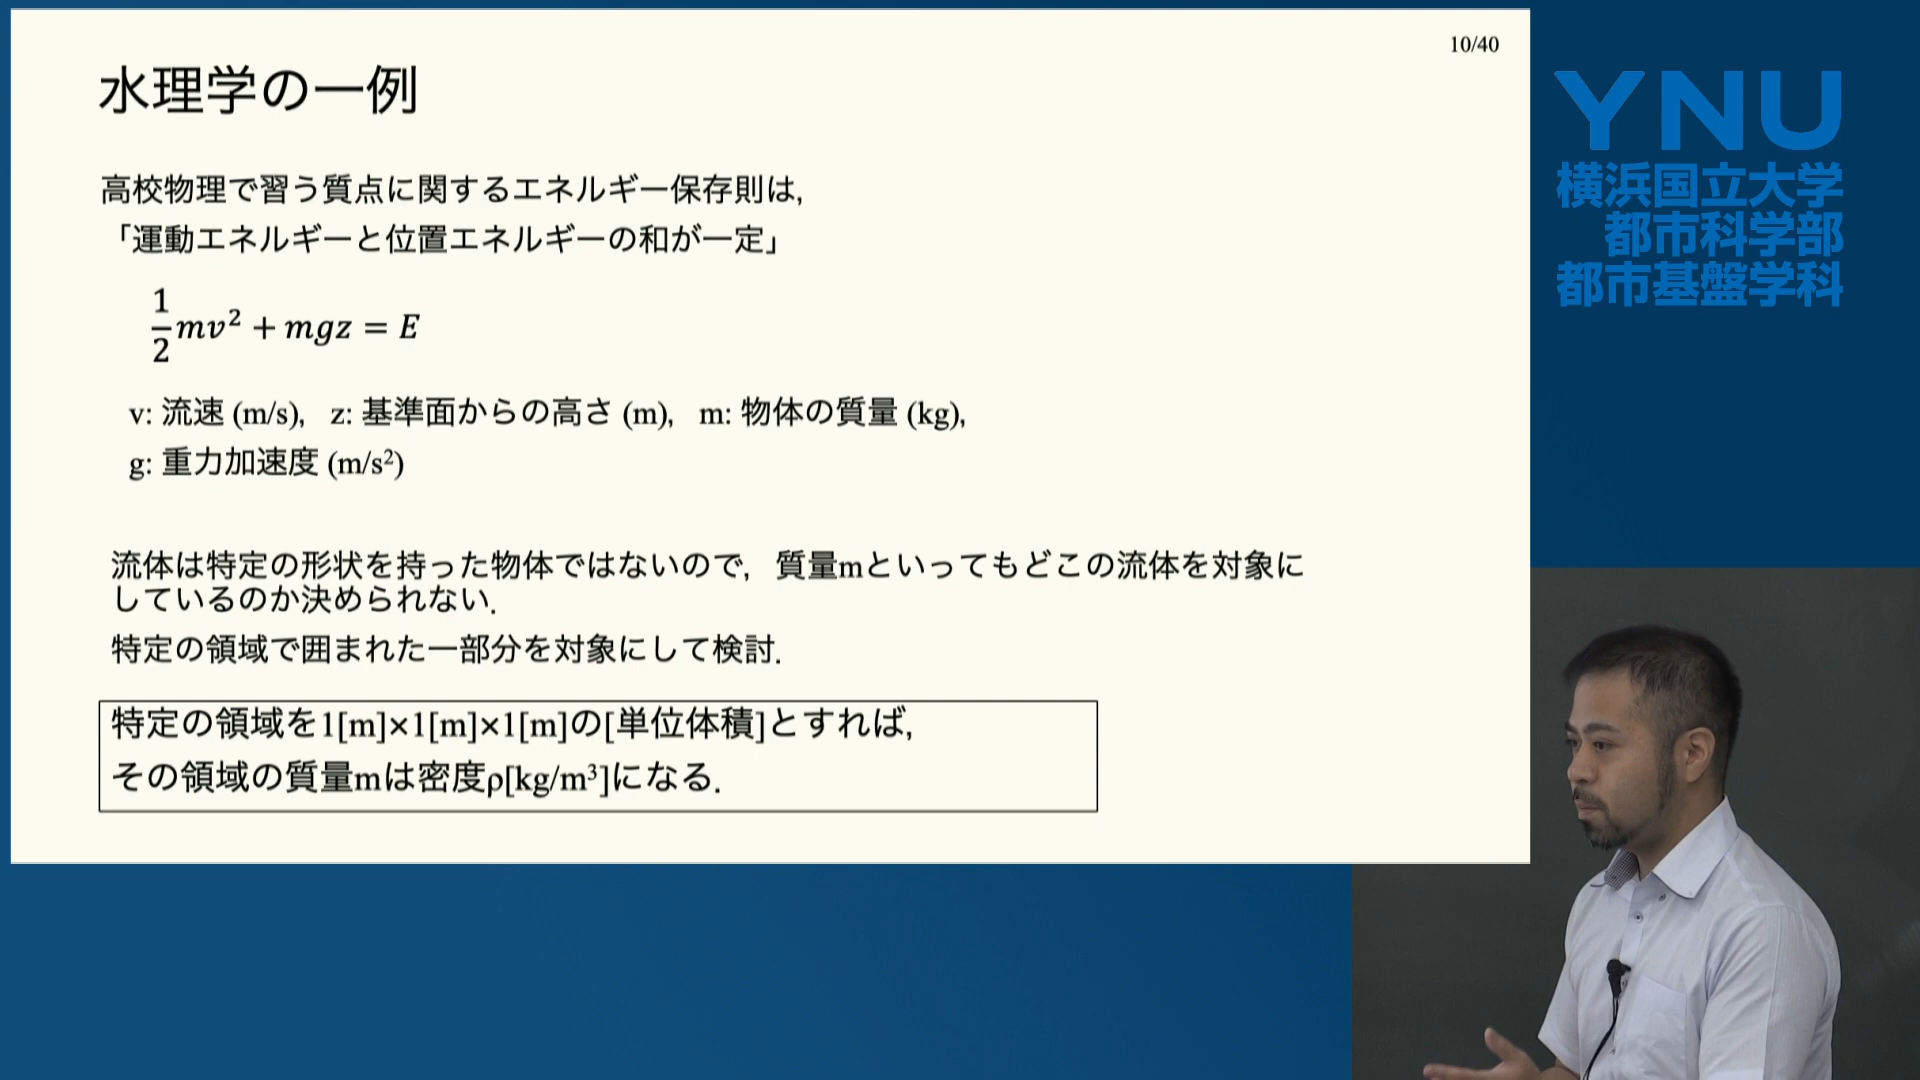 10/40
水理学の一例
高校物理で習う質点に関するエネルギー保存則は,
「運動エネルギーと位置エネルギーの和が一定」
1/2 mv² + mgz = E
v: 流速 (m/s),  z: 基準面からの高さ (m),  m: 物体の質量 (kg),
g: 重力加速度 (m/s²)
流体は特定の形状を持った物体ではないので,  質量mといってもどこの流体を対象に
しているのか決められない.
特定の領域で囲まれた一部分を対象にして検討.
特定の領域を1[m]×1[m]×1[m]の[単位体積]とすれば,
その領域の質量mは密度ρ[kg/m³]になる.
YNU
横浜国立大学
都市科学部
都市基盤学科